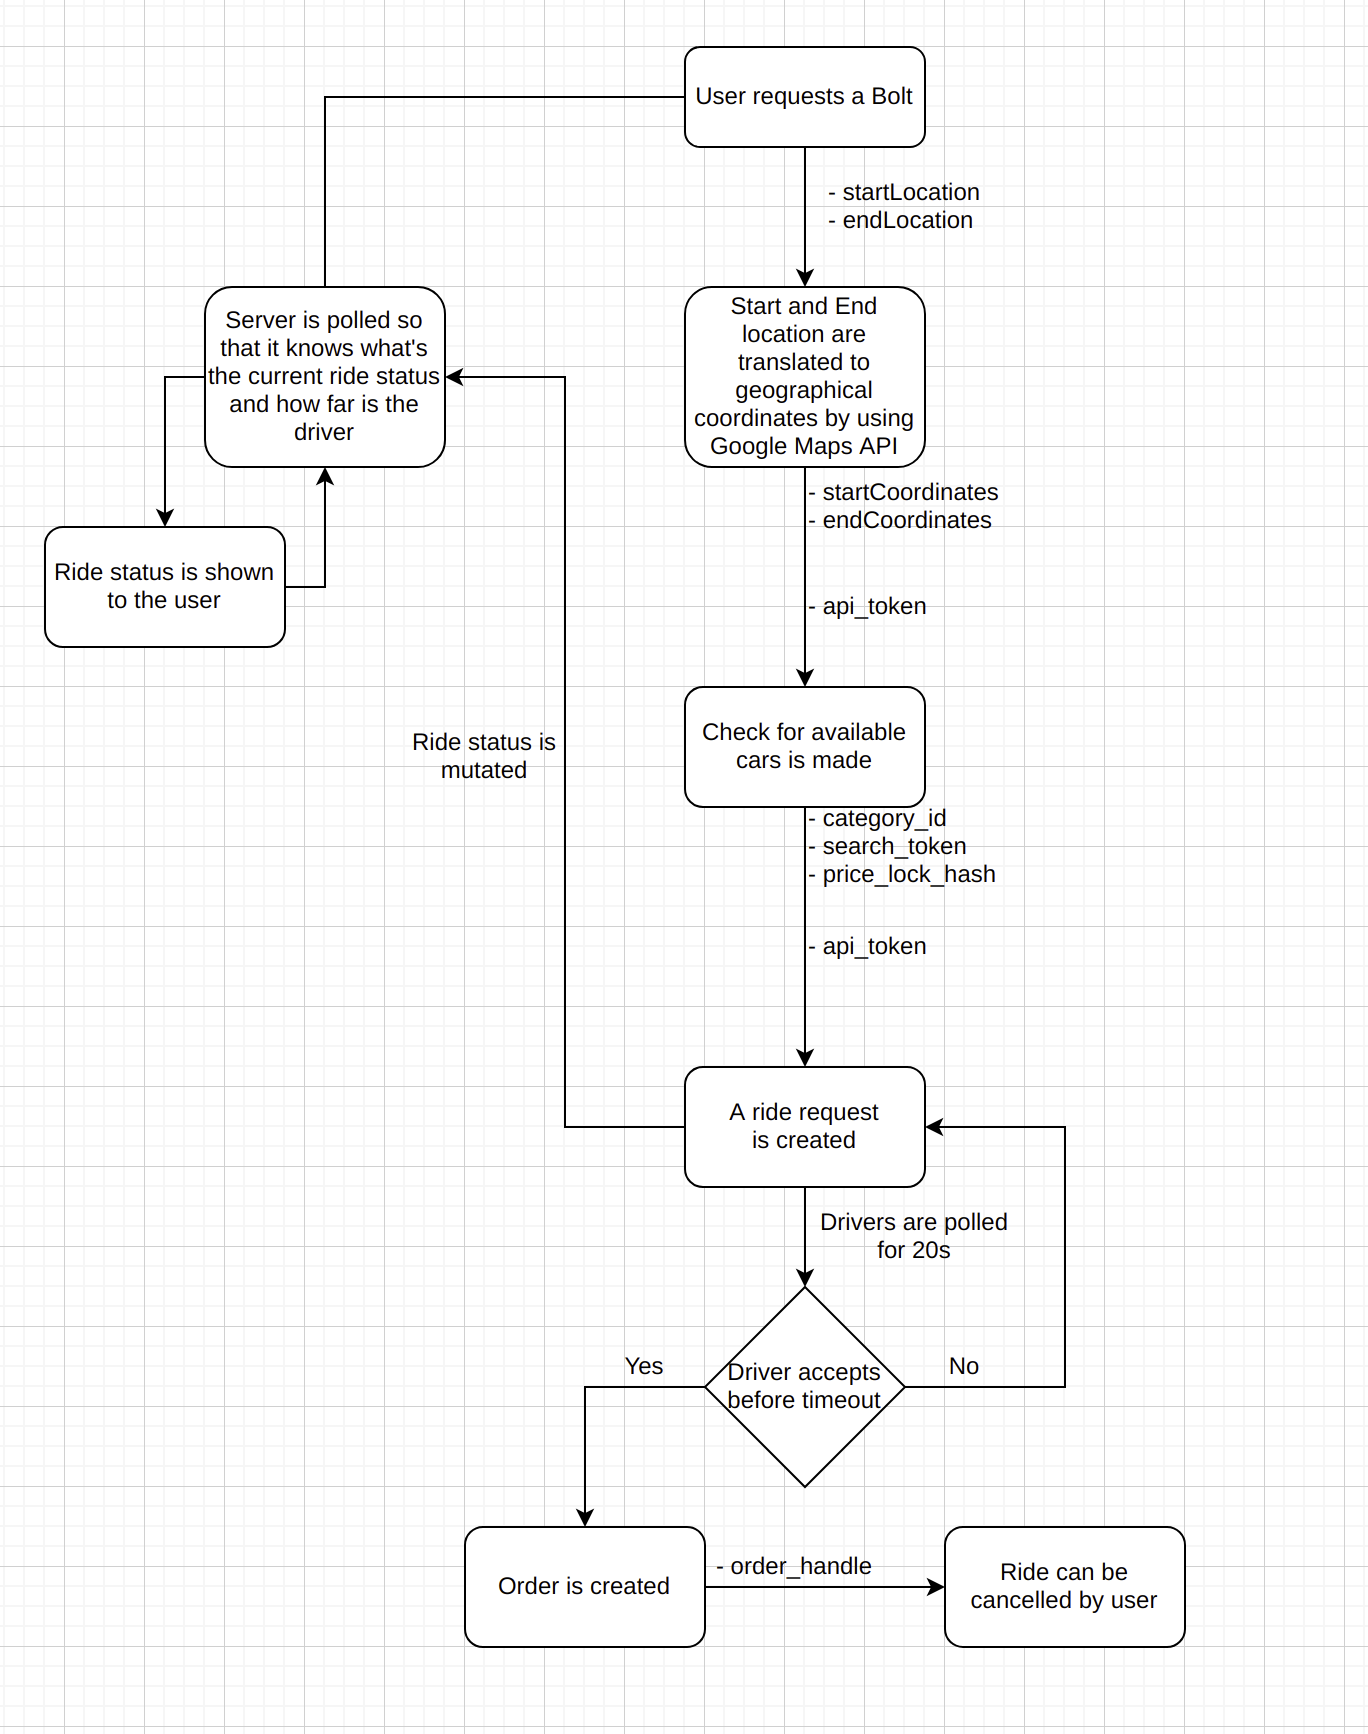 User requests a Bolt
- startLocation
- endLocation
Server is polled so
that it knows what's
the current ride status
and how far is the
driver
Start and End
location are
translated to
geographical
coordinates by using
Google Maps API
- startCoordinates
- endCoordinates
- api_token
Ride status is shown
to the user
Ride status is
mutated
Check for available
cars is made
- category_id
- search_token
- price_lock_hash
- api_token
A ride request
is created
Drivers are polled
for 20s
Driver accepts
before timeout
Yes
No
Order is created
- order_handle
Ride can be
cancelled by user